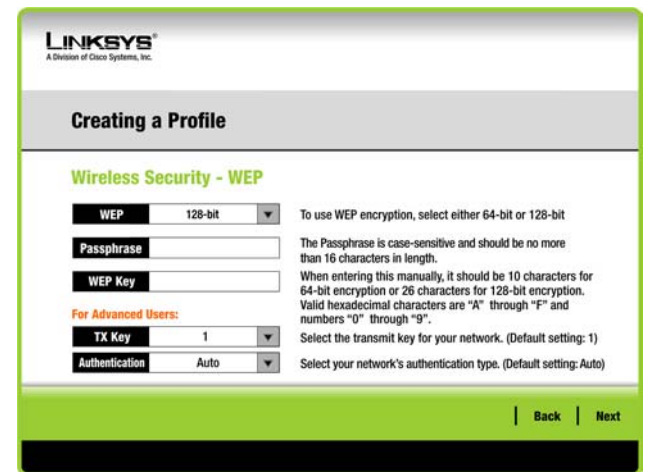 LINKSYS®
A Division of Cisco Systems, Inc.
Creating a Profile
Wireless Security - WEP
WEP 128-bit To use WEP encryption, select either 64-bit or 128-bit
Passphrase The Passphrase is case-sensitive and should be no more
than 16 characters in length.
WEP Key When entering this manually, it should be 10 characters for
64-bit encryption or 26 characters for 128-bit encryption.
Valid hexadecimal characters are “A” through “F” and
numbers “0” through “9”.
For Advanced Users:
TX Key 1 Select the transmit key for your network. (Default setting: 1)
Authentication Auto Select your network's authentication type. (Default setting: Auto)
Back Next